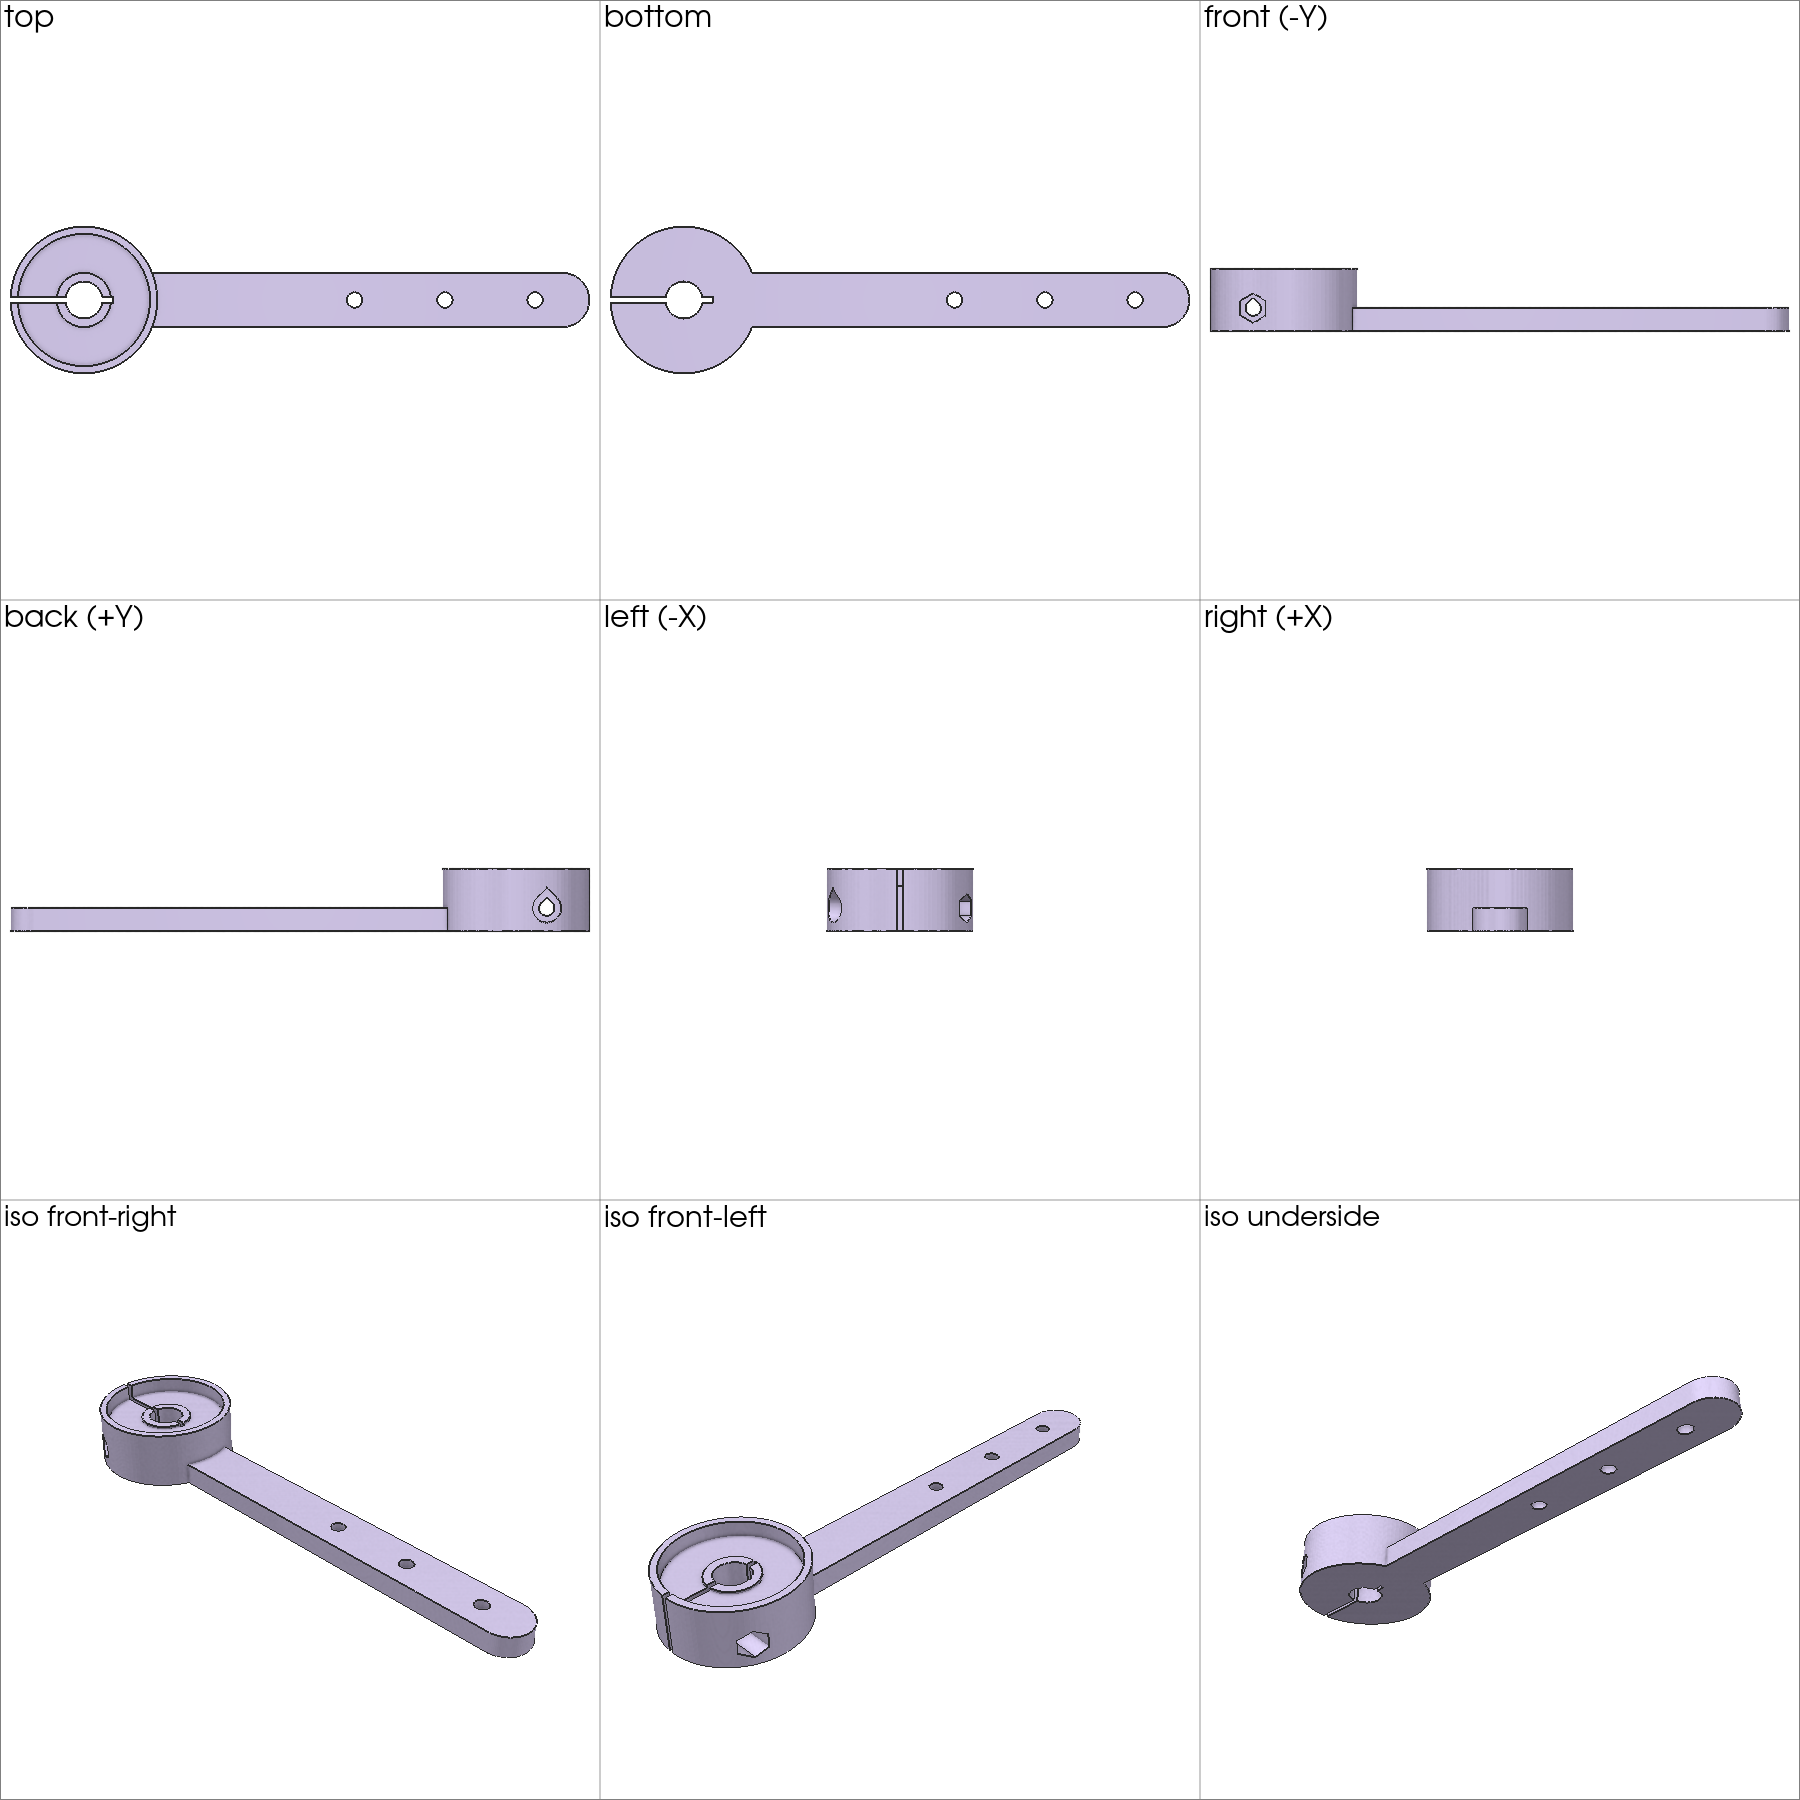 top
bottom
front (-Y)
back (+Y)
left (-X)
right (+X)
iso front-right
iso front-left
iso underside